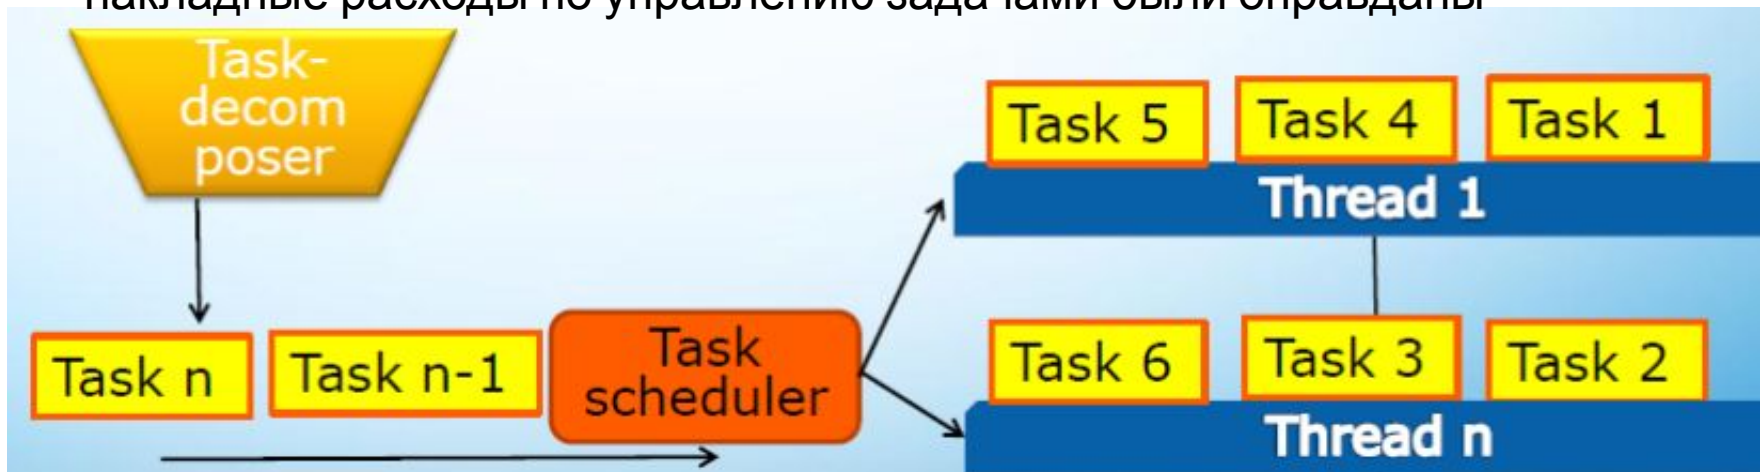 накладные расходы по управлению задачами были оправданы
Task-
decom
poser
Task 5
Task 4
Task 1
Thread 1
Task n
Task n-1
Task
scheduler
Task 6
Task 3
Task 2
Thread n